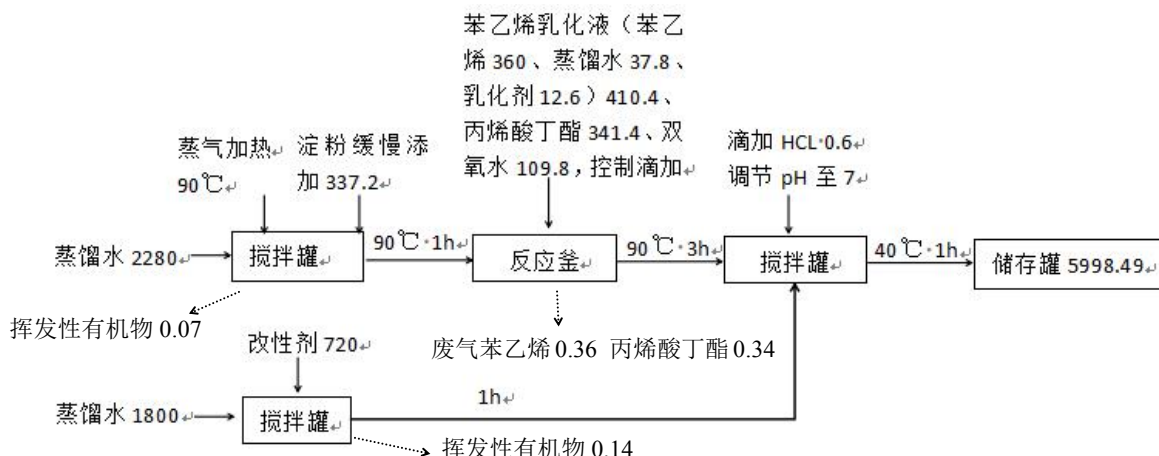 苯乙烯乳化液（苯乙
烯 360、蒸馏水 37.8、
乳化剂 12.6）410.4、
丙烯酸丁酯 341.4、双
氧水 109.8，控制滴加↵
蒸气加热↵
90℃↵
淀粉缓慢添
加 337.2↵
滴加 HCL·0.6↵
调节 pH 至 7↵
蒸馏水 2280↵
搅拌罐↵
90℃·1h↵
反应釜↵
90℃·3h↵
搅拌罐↵
40℃·1h↵
储存罐 5998.49↵
挥发性有机物 0.07
废气苯乙烯 0.36 丙烯酸丁酯 0.34
改性剂 720↵
蒸馏水 1800↵
搅拌罐↵
1h↵
挥发性有机物 0.14